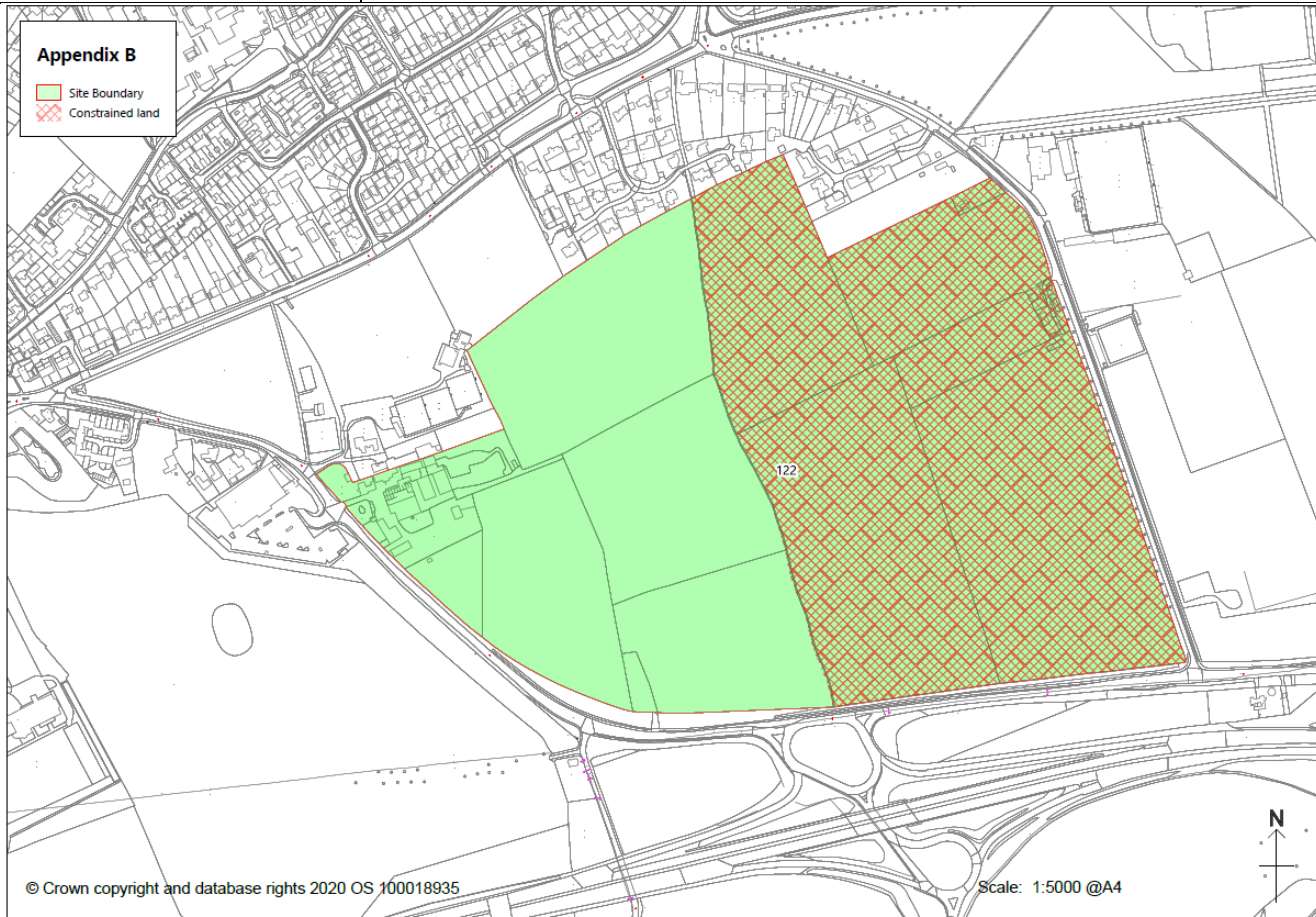 Appendix B
Site Boundary
Constrained land
122
N
© Crown copyright and database rights 2020 OS 100018935
Scale: 1:5000 @A4